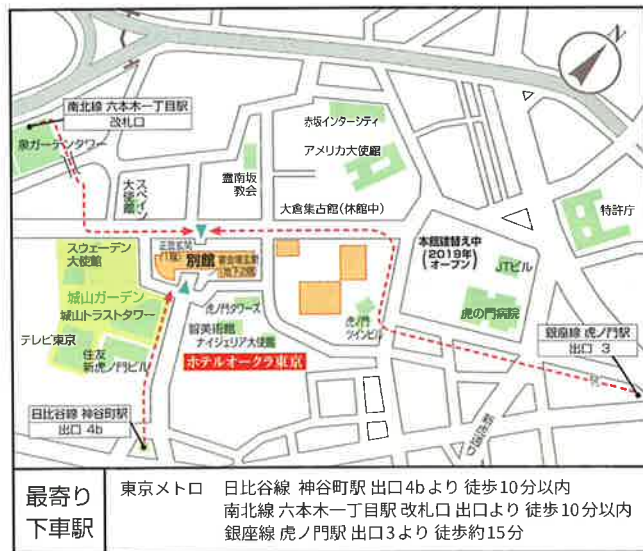 南北線 六本木一丁目駅
改札口
泉ガーデンタワー
スペイン
大使館
霊南坂
教会
赤坂インターシティ
アメリカ大使館
大倉集古館(休館中)
特許庁
本館建替え中
(2019年
オープン)
JTビル
虎の門病院
スウェーデン
大使館
正面玄関
別館
城山ガーデン
城山トラストタワー
テレビ東京
住友
新虎ノ門ビル
虎ノ門タワーズ
智美術館
ナイジェリア大使館
ホテルオークラ東京
虎ノ門
ツインビル
銀座線 虎ノ門駅
出口 3
日比谷線 神谷町駅
出口 4b
最寄り
下車駅
東京メトロ 日比谷線 神谷町駅 出口4bより 徒歩10分以内
南北線 六本木一丁目駅 改札口 出口より 徒歩10分以内
銀座線 虎ノ門駅 出口3より 徒歩約15分